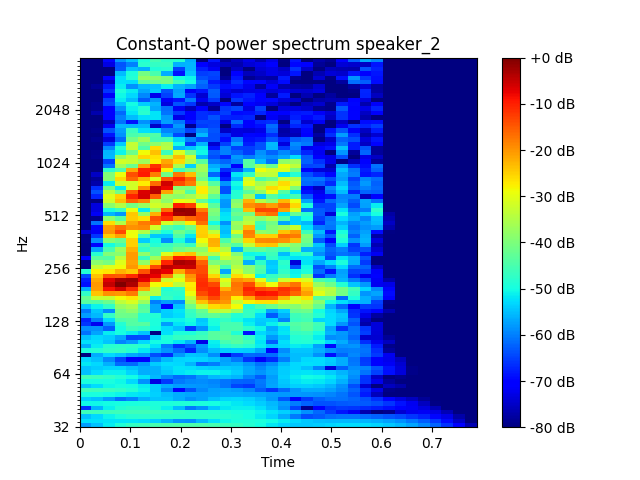 Constant-Q power spectrum speaker_2
Hz
2048
1024
512
256
128
64
32
0
0.1
0.2
0.3
0.4
0.5
0.6
0.7
Time
+0 dB
-10 dB
-20 dB
-30 dB
-40 dB
-50 dB
-60 dB
-70 dB
-80 dB